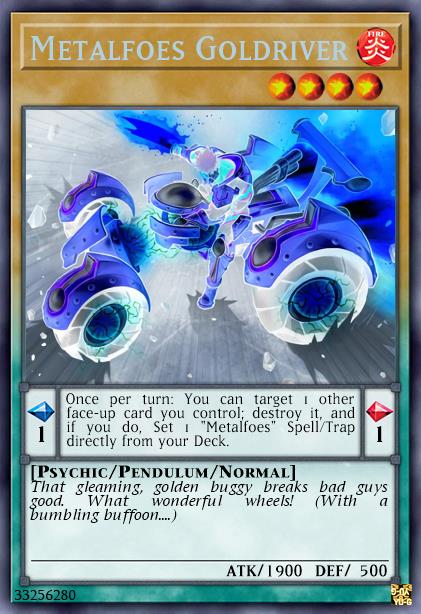 Metalfoes Goldriver
FIRE
炎
Once per turn: You can target 1 other
face-up card you control; destroy it, and
if you do, Set 1 "Metalfoes" Spell/Trap
directly from your Deck.
1
1
[Psychic/Pendulum/Normal]
That gleaming, golden buggy breaks bad guys
good. What wonderful wheels! (With a
bumbling buffoon....)
ATK/1900 DEF/ 500
33256280